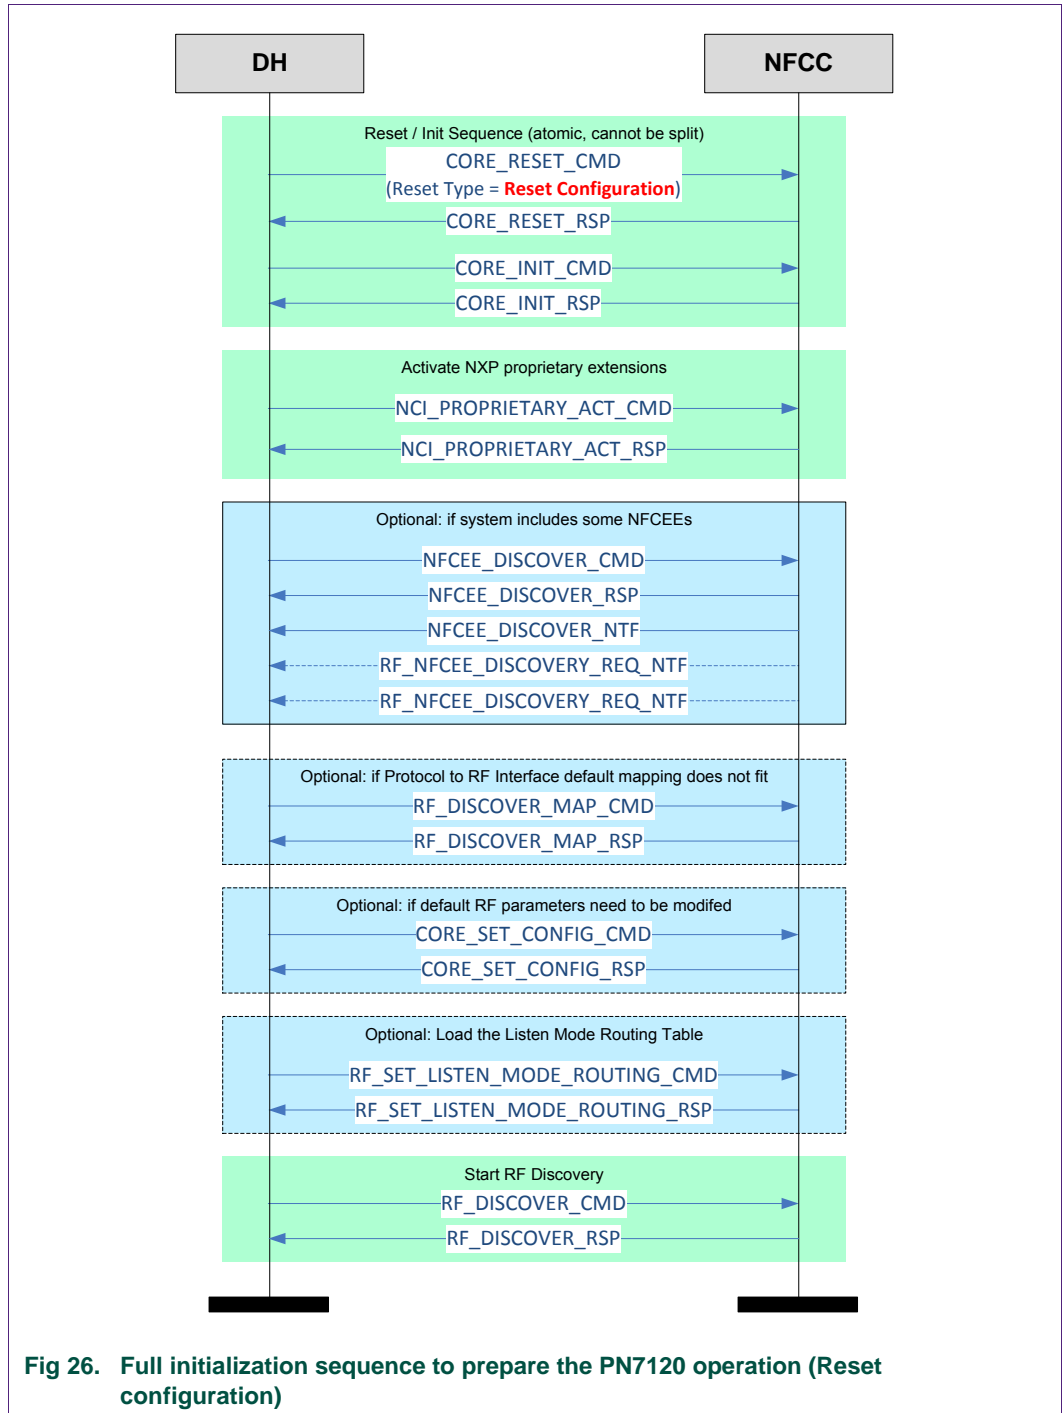 DH
NFCC
Reset / Init Sequence (atomic, cannot be split)
CORE_RESET_CMD
(Reset Type = Reset Configuration)
CORE_RESET_RSP
CORE_INIT_CMD
CORE_INIT_RSP
Activate NXP proprietary extensions
NCI_PROPRIETARY_ACT_CMD
NCI_PROPRIETARY_ACT_RSP
Optional: if system includes some NFCEEs
NFCEE_DISCOVER_CMD
NFCEE_DISCOVER_RSP
NFCEE_DISCOVER_NTF
RF_NFCEE_DISCOVERY_REQ_NTF
RF_NFCEE_DISCOVERY_REQ_NTF
Optional: if Protocol to RF Interface default mapping does not fit
RF_DISCOVER_MAP_CMD
RF_DISCOVER_MAP_RSP
Optional: if default RF parameters need to be modifed
CORE_SET_CONFIG_CMD
CORE_SET_CONFIG_RSP
Optional: Load the Listen Mode Routing Table
RF_SET_LISTEN_MODE_ROUTING_CMD
RF_SET_LISTEN_MODE_ROUTING_RSP
Start RF Discovery
RF_DISCOVER_CMD
RF_DISCOVER_RSP
Fig 26. Full initialization sequence to prepare the PN7120 operation (Reset
configuration)